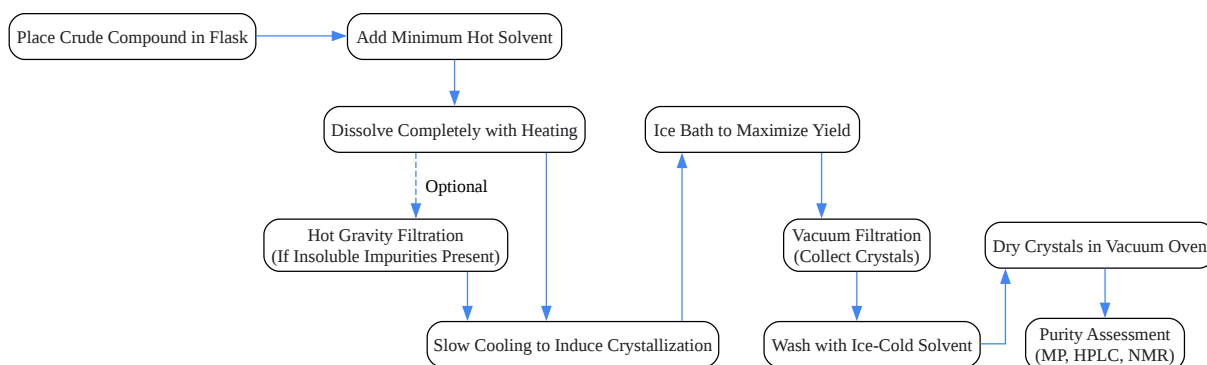 Place Crude Compound in Flask
Add Minimum Hot Solvent
Dissolve Completely with Heating
Optional
Hot Gravity Filtration
(If Insoluble Impurities Present)
Slow Cooling to Induce Crystallization
Ice Bath to Maximize Yield
Vacuum Filtration
(Collect Crystals)
Wash with Ice-Cold Solvent
Dry Crystals in Vacuum Oven
Purity Assessment
(MP, HPLC, NMR)